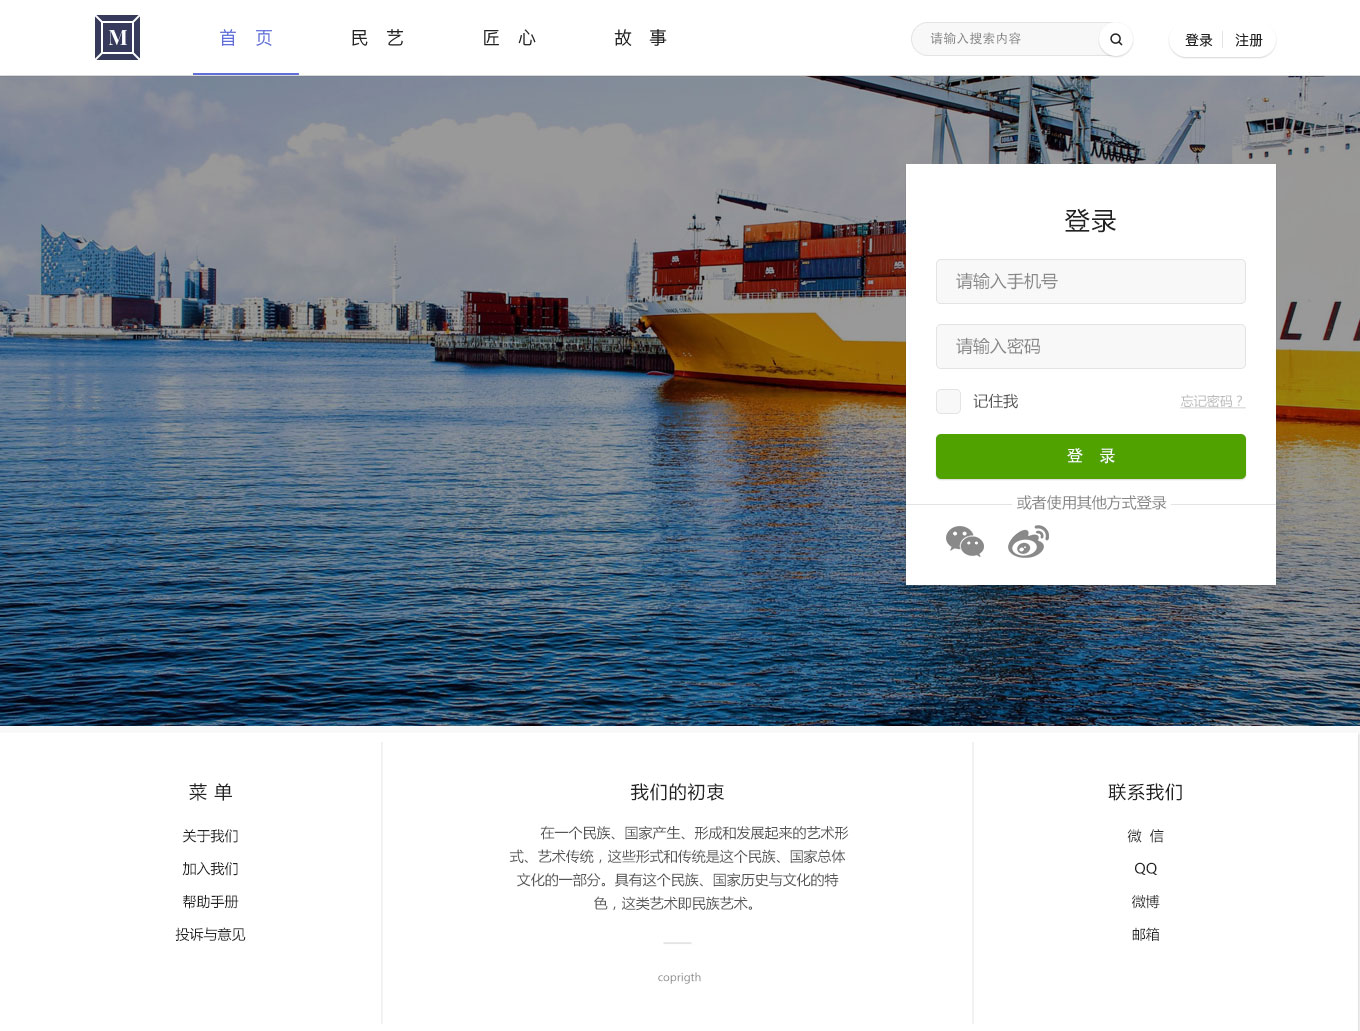 M
首 页
民 艺
匠 心
故 事
请输入搜索内容
登录
注册
登录
请输入手机号
请输入密码
记住我
忘记密码？
登 录
或者使用其他方式登录
LI
菜 单
关于我们
加入我们
帮助手册
投诉与意见
我们的初衷
在一个民族、国家产生、形成和发展起来的艺术形
式、艺术传统，这些形式和传统是这个民族、国家总体
文化的一部分。具有这个民族、国家历史与文化的特
色，这类艺术即民族艺术。
coprigth
联系我们
微 信
QQ
微博
邮箱